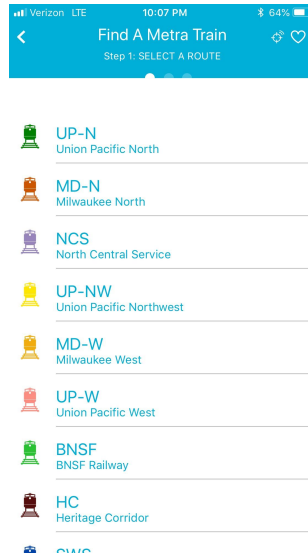 Verizon LTE 10:07 PM 64%
Find A Metra Train
Step 1: SELECT A ROUTE
UP-N
Union Pacific North
MD-N
Milwaukee North
NCS
North Central Service
UP-NW
Union Pacific Northwest
MD-W
Milwaukee West
UP-W
Union Pacific West
BNSF
BNSF Railway
HC
Heritage Corridor
SWS